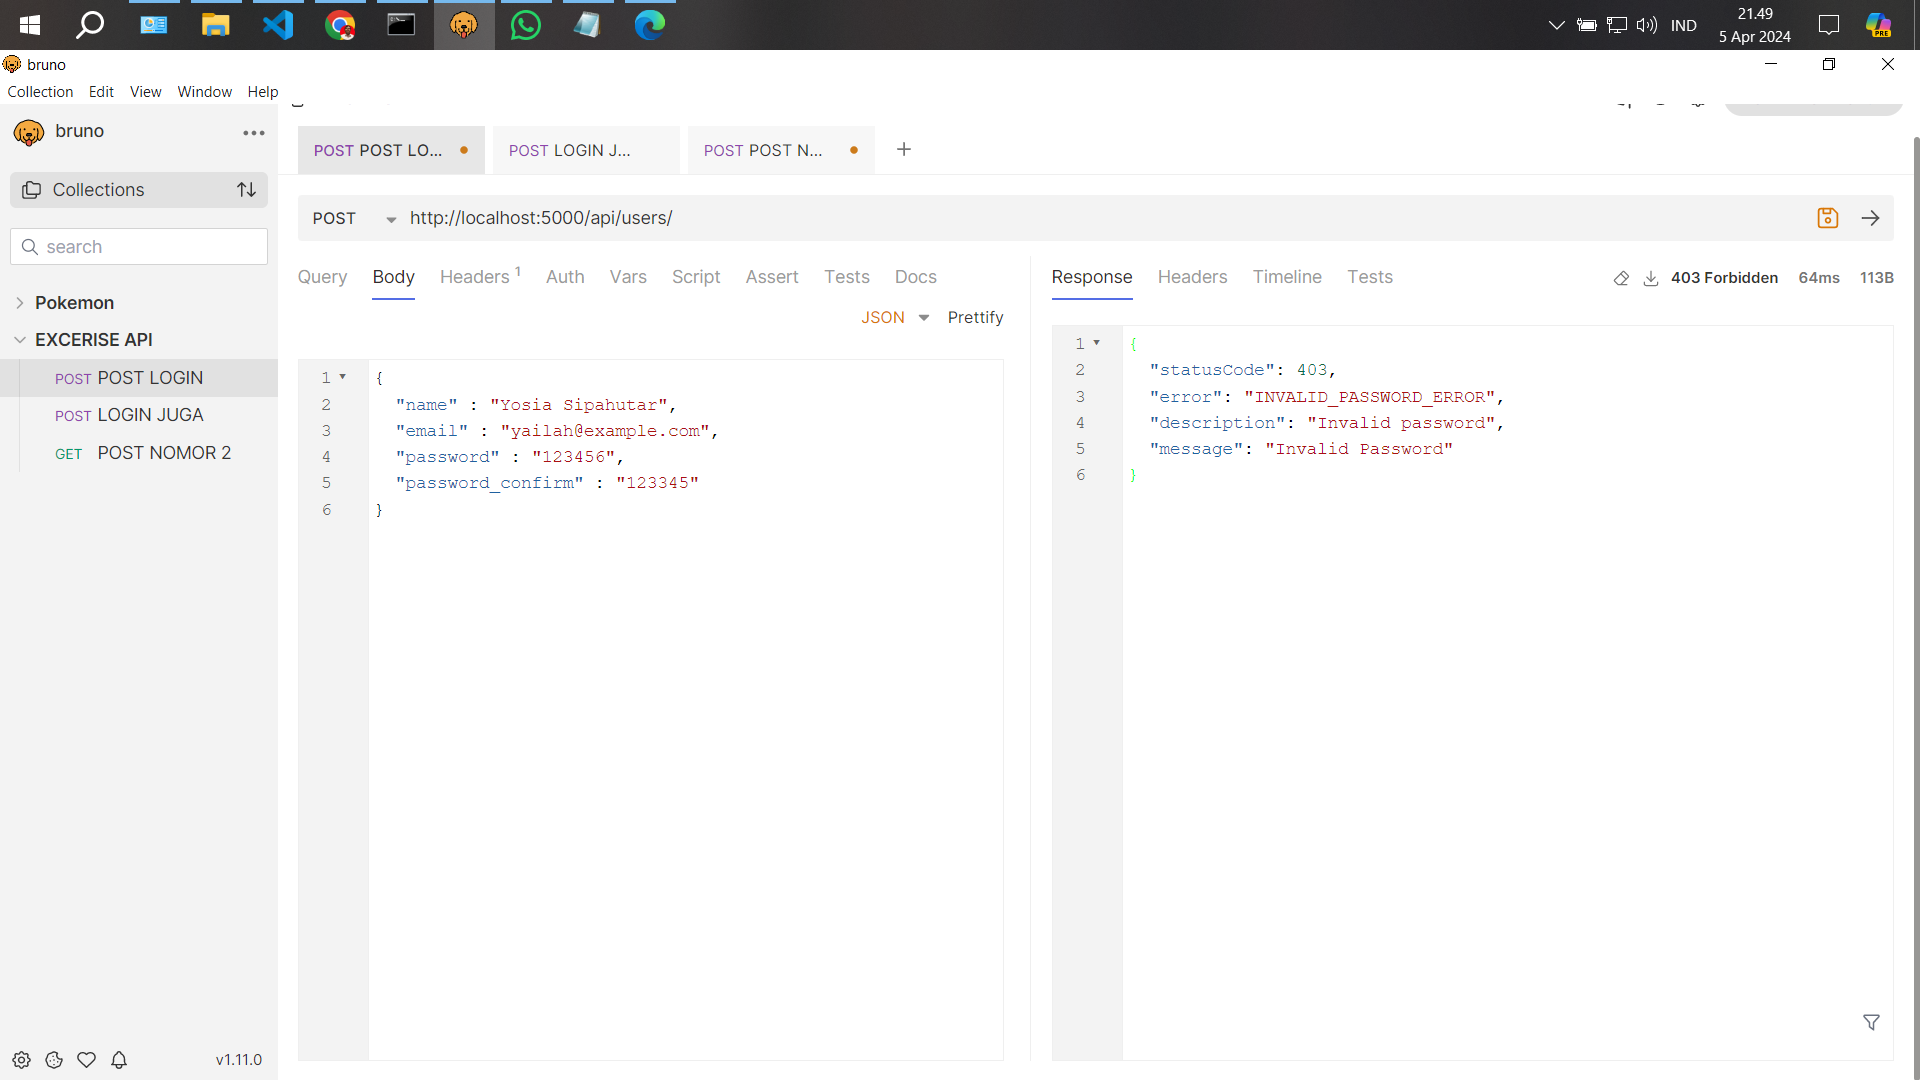 IND
21.49
5 Apr 2024
PRE
bruno
Collection Edit View Window Help
bruno
POST POST LO... POST LOGIN J... POST POST N...
Collections
search
Pokemon
EXCERISE API
POST POST LOGIN
POST LOGIN JUGA
GET POST NOMOR 2
v1.11.0
POST http://localhost:5000/api/users/
Query Body Headers 1 Auth Vars Script Assert Tests Docs
JSON Prettify
1 {
2 "name" : "Yosia Sipahutar",
3 "email" : "yailah@example.com",
4 "password" : "123456",
5 "password_confirm" : "123345"
6 }
Response Headers Timeline Tests 403 Forbidden 64ms 113B
1 {
2 "statusCode": 403,
3 "error": "INVALID_PASSWORD_ERROR",
4 "description": "Invalid password",
5 "message": "Invalid Password"
6 }